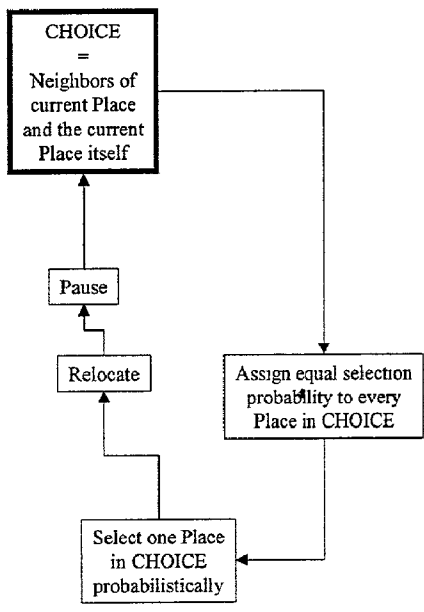 CHOICE
=
Neighbors of
current Place
and the current
Place itself
Pause
Relocate
Assign equal selection
probability to every
Place in CHOICE
Select one Place
in CHOICE
probabilistically